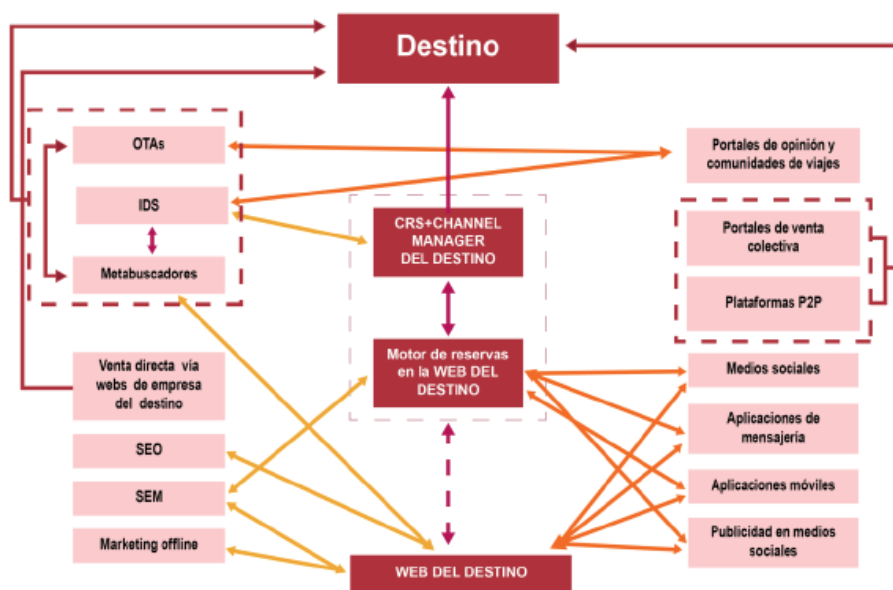 Destino
OTAs
IDS
Metabuscadores
Venta directa vía
webs de empresa
del destino
SEO
SEM
Marketing offline
CRS+CHANNEL
MANAGER
DEL DESTINO
Motor de reservas
en la WEB DEL
DESTINO
WEB DEL DESTINO
Portales de opinión y
comunidades de viajes
Portales de venta
colectiva
Plataformas P2P
Medios sociales
Aplicaciones de
mensajería
Aplicaciones móviles
Publicidad en medios
sociales